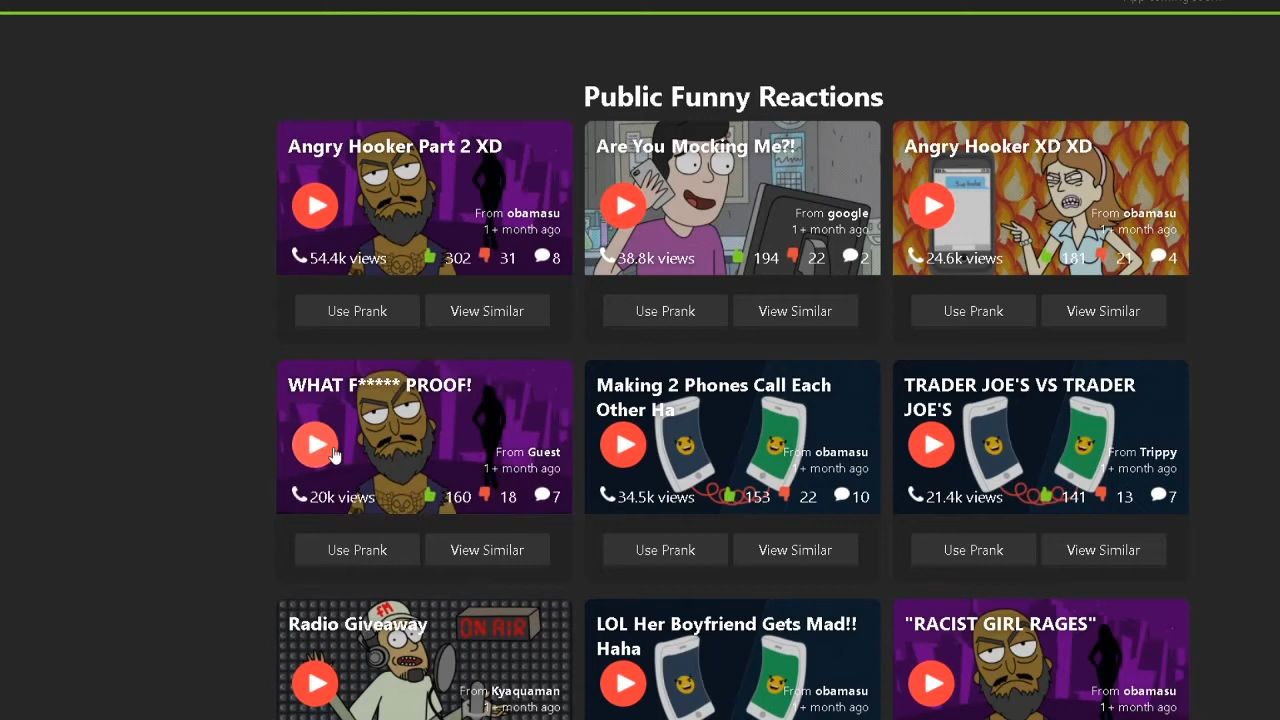 Public Funny Reactions
Angry Hooker Part 2 XD
From obamasu
1+ month ago
54.4k views 302 31 8
Use Prank View Similar
Are You Mocking Me?!
From google
1+ month ago
38.8k views 194 22 2
Use Prank View Similar
Angry Hooker XD XD
From obamasu
1+ month ago
24.6k views 181 21 4
Use Prank View Similar
WHAT F***** PROOF!
From Guest
1+ month ago
20k views 160 18 7
Use Prank View Similar
Making 2 Phones Call Each
Other Ha
From obamasu
1+ month ago
34.5k views 153 22 10
Use Prank View Similar
TRADER JOE'S VS TRADER
JOE'S
From Trippy
1+ month ago
21.4k views 141 13 7
Use Prank View Similar
Radio Giveaway
FM
ON AIR
From Kyaquaman
1+ month ago
LOL Her Boyfriend Gets Mad!!
Haha
From obamasu
1+ month ago
"RACIST GIRL RAGES"
From obamasu
1+ month ago